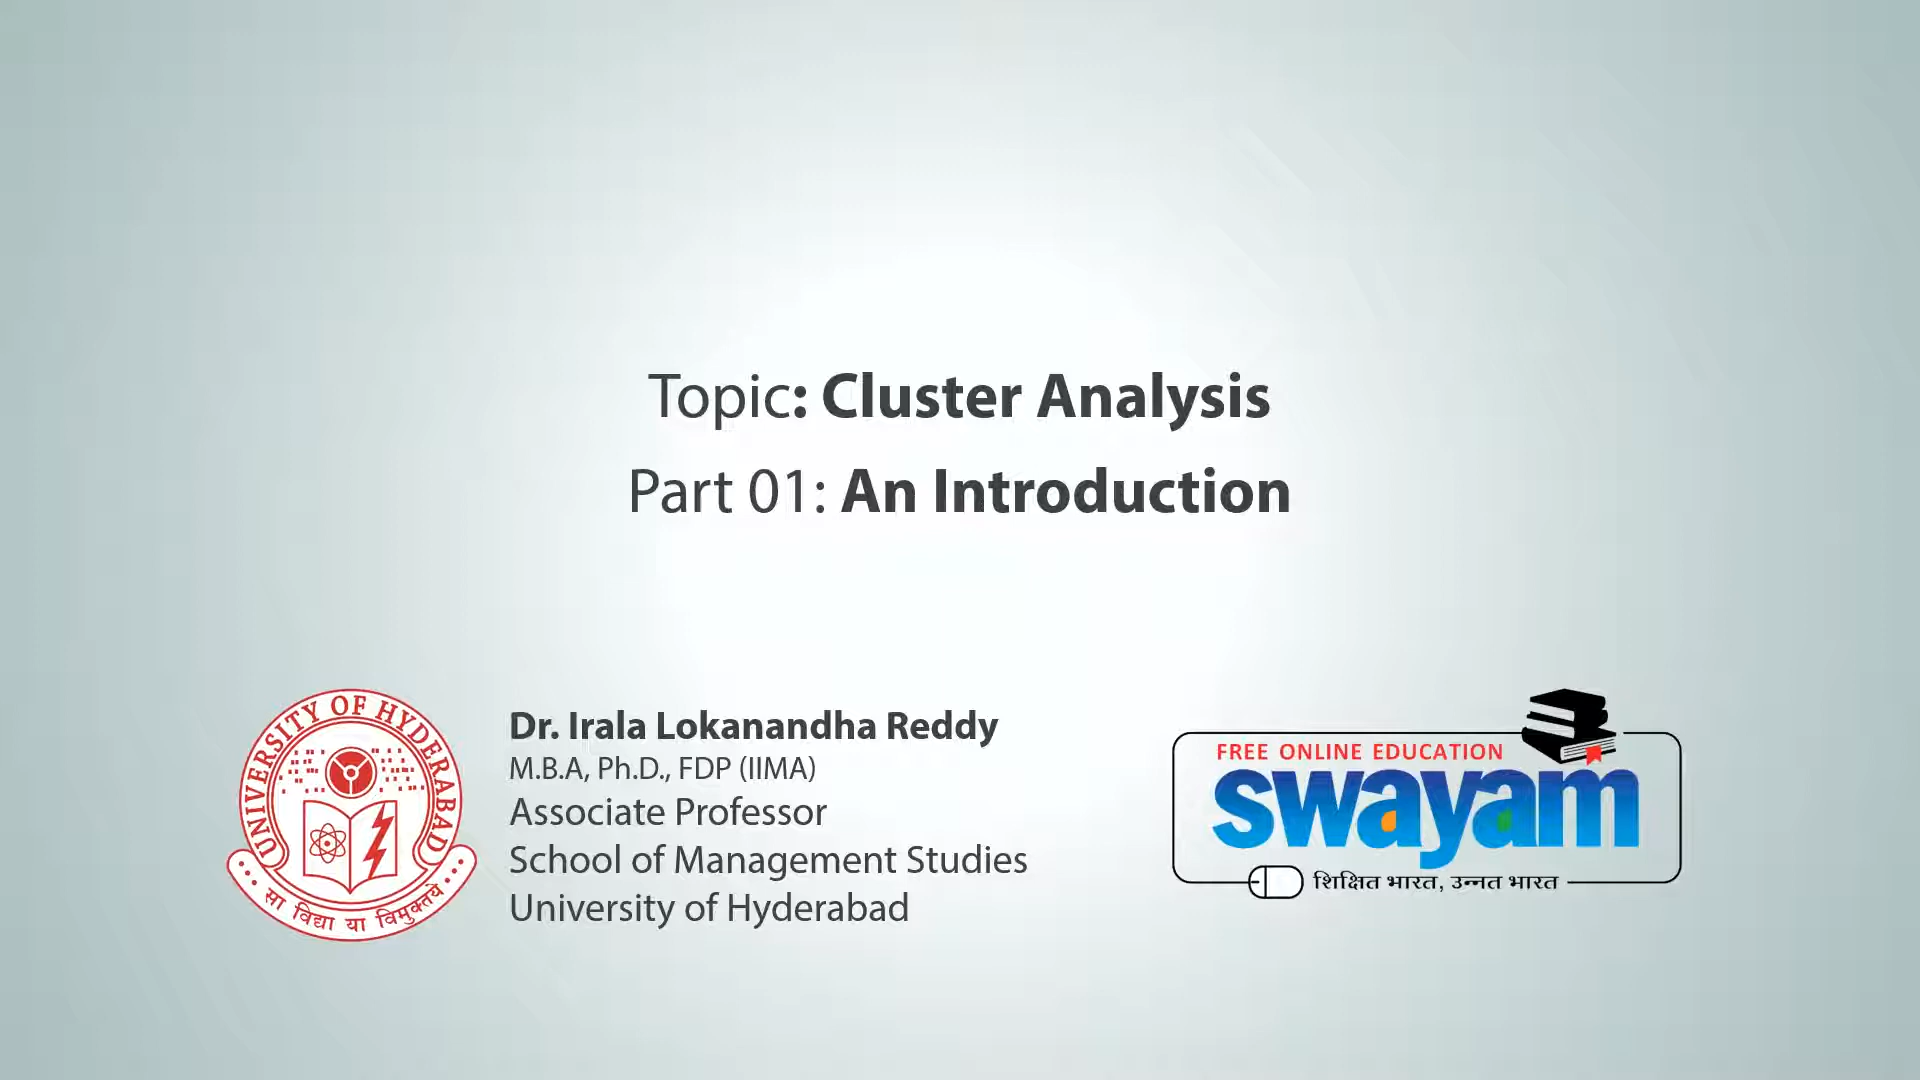 Topic: Cluster Analysis
Part 01: An Introduction
UNIVERSITY OF HYDERABAD
सा विद्या या विमुक्तये
Dr. Irala Lokanandha Reddy
M.B.A, Ph.D., FDP (IIMA)
Associate Professor
School of Management Studies
University of Hyderabad
FREE ONLINE EDUCATION
swayam
शिक्षित भारत, उन्नत भारत